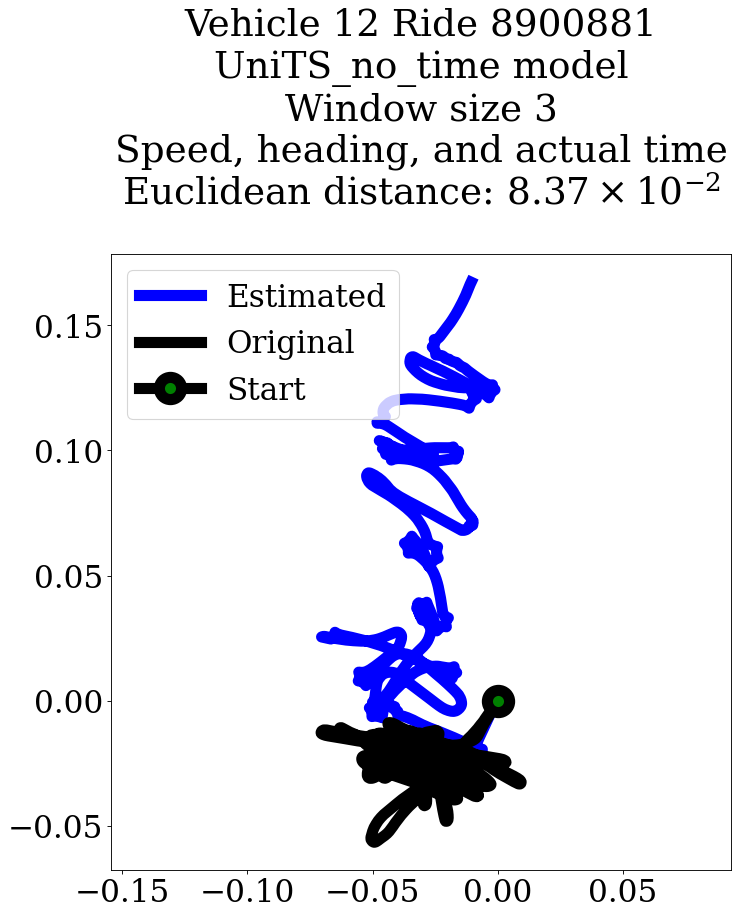 Vehicle 12 Ride 8900881
UniTS_no_time model
Window size 3
Speed, heading, and actual time
Euclidean distance: 8.37 × 10⁻²
Estimated
Original
Start
0.15
0.10
0.05
0.00
−0.05
−0.15 −0.10 −0.05 0.00 0.05